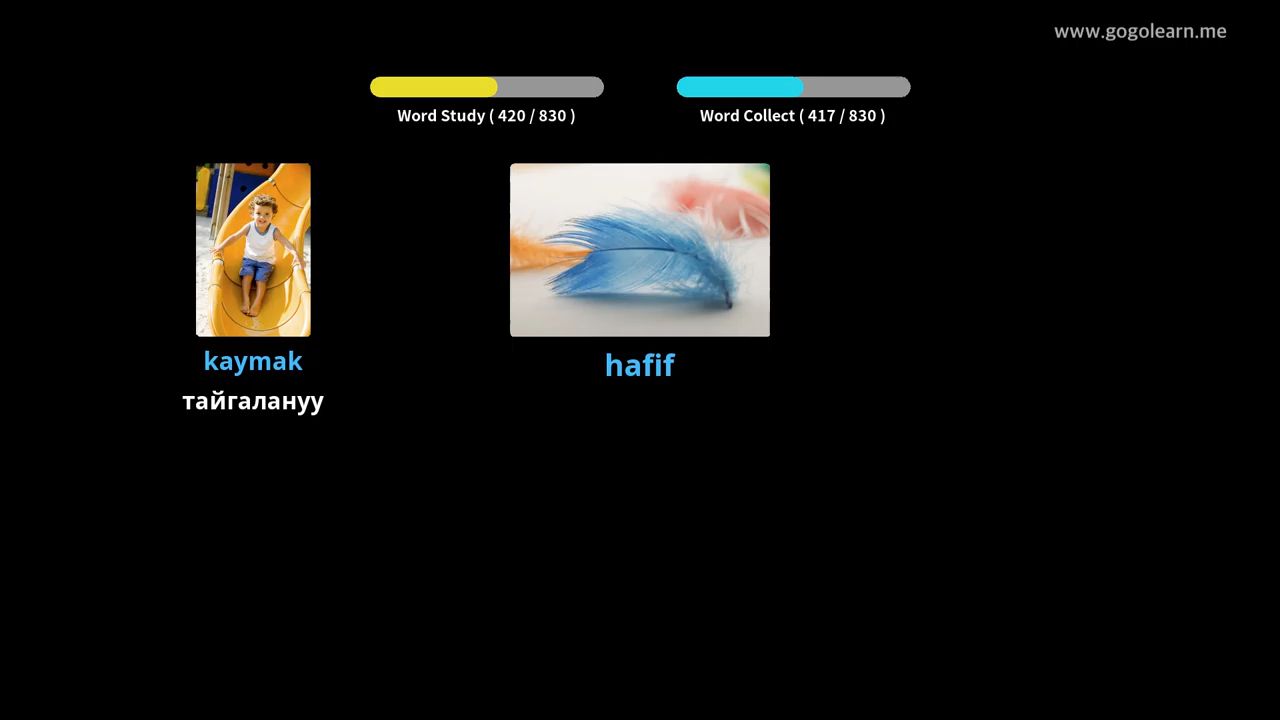 www.gogolearn.me
Word Study ( 420 / 830 )
Word Collect ( 417 / 830 )
kaymak
тайгалануу
hafif